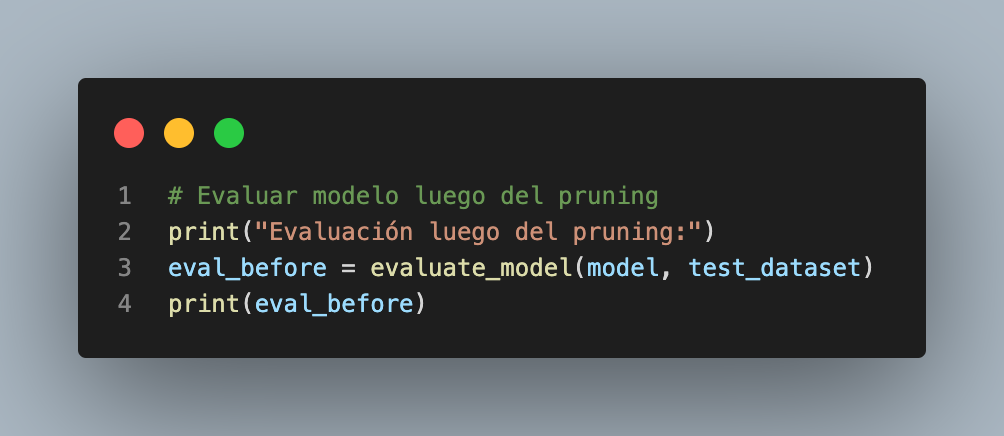 1 # Evaluar modelo luego del pruning
2 print("Evaluación luego del pruning:")
3 eval_before = evaluate_model(model, test_dataset)
4 print(eval_before)